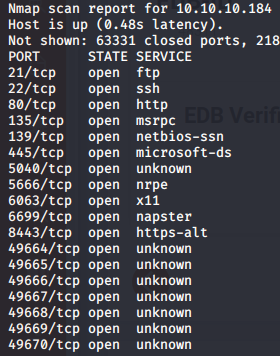 Nmap scan report for 10.10.10.184
Host is up (0.48s latency).
Not shown: 63331 closed ports, 218
PORT      STATE SERVICE
21/tcp    open  ftp
22/tcp    open  ssh
80/tcp    open  http
135/tcp   open  msrpc
139/tcp   open  netbios-ssn
445/tcp   open  microsoft-ds
5040/tcp  open  unknown
5666/tcp  open  nrpe
6063/tcp  open  x11
6699/tcp  open  napster
8443/tcp  open  https-alt
49664/tcp open  unknown
49665/tcp open  unknown
49666/tcp open  unknown
49667/tcp open  unknown
49668/tcp open  unknown
49669/tcp open  unknown
49670/tcp open  unknown
EDB Verifi